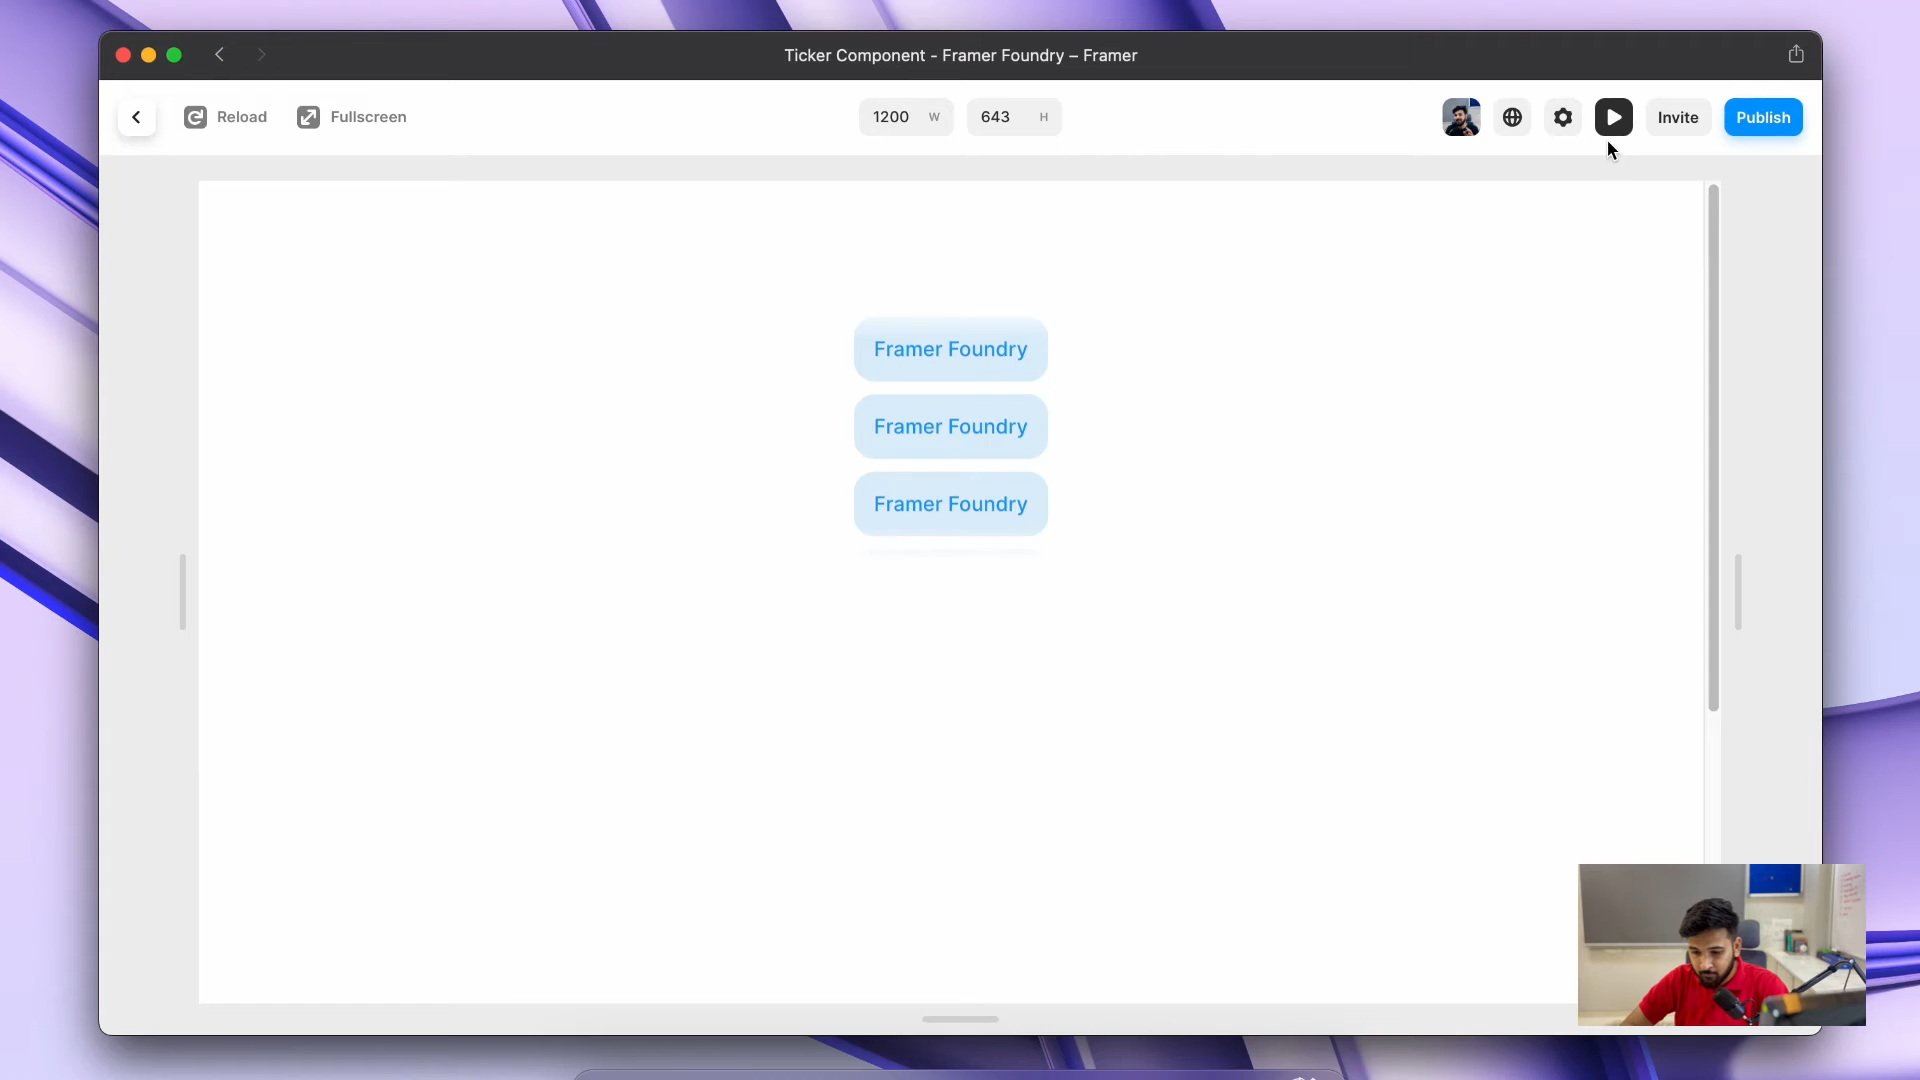 Ticker Component - Framer Foundry – Framer
Reload
Fullscreen
1200 W
643 H
Invite
Publish
Framer Foundry
Framer Foundry
Framer Foundry